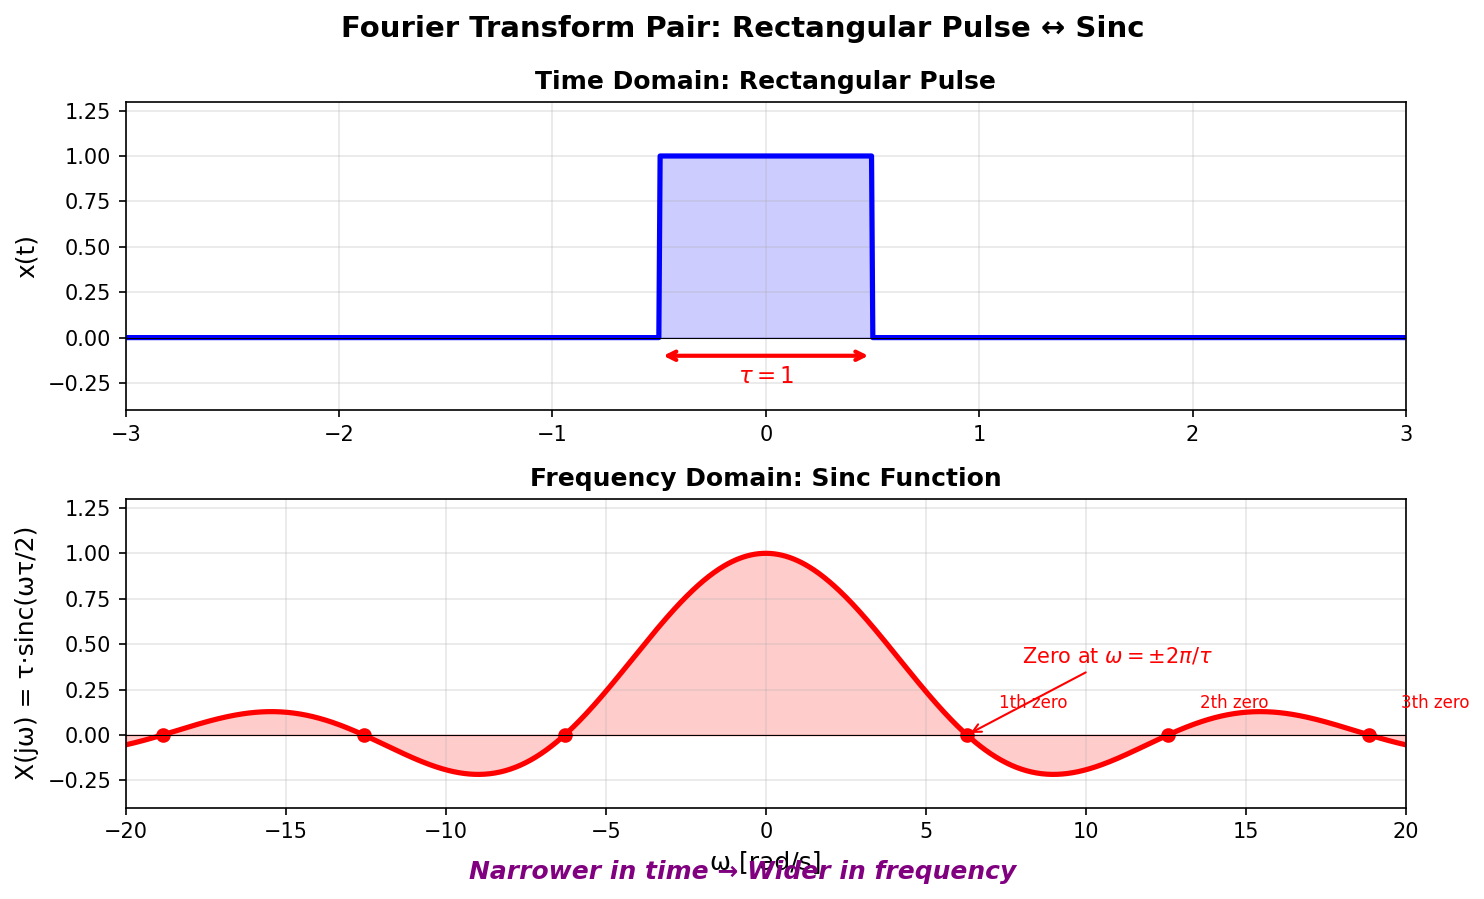 Fourier Transform Pair: Rectangular Pulse ↔ Sinc
Time Domain: Rectangular Pulse
x(t)
1.25
1.00
0.75
0.50
0.25
0.00
−0.25
τ = 1
−3
−2
−1
0
1
2
3
Frequency Domain: Sinc Function
X(jω) = τ·sinc(ωτ/2)
1.25
1.00
0.75
0.50
0.25
0.00
−0.25
Zero at ω = ±2π/τ
1th zero
2th zero
3th zero
−20
−15
−10
−5
0
5
10
15
20
ω [rad/s]
Narrower in time → Wider in frequency